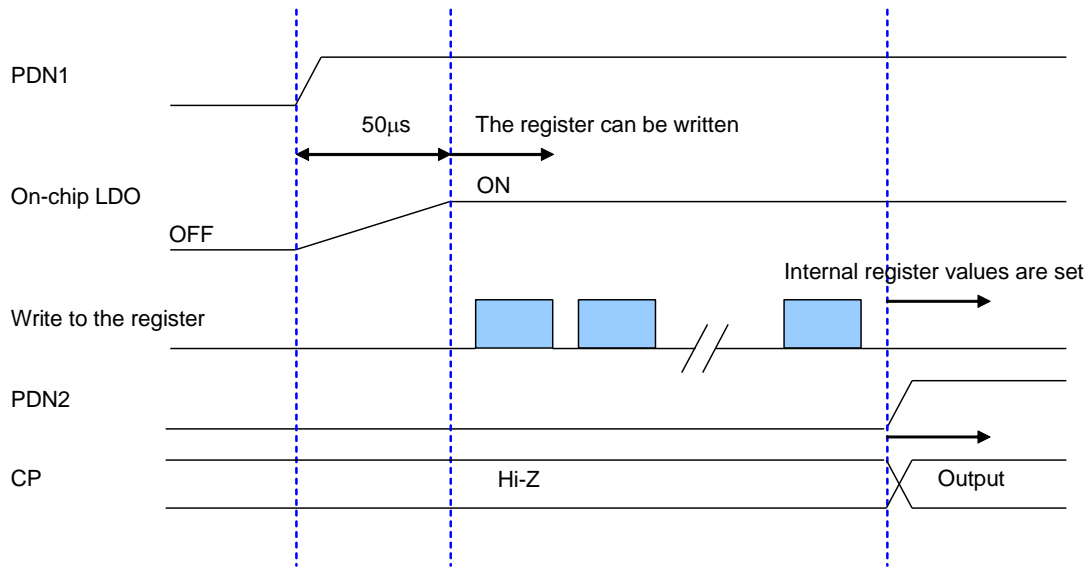 PDN1
50μs
The register can be written
On-chip LDO
ON
OFF
Internal register values are set
Write to the register
PDN2
CP
Hi-Z
Output